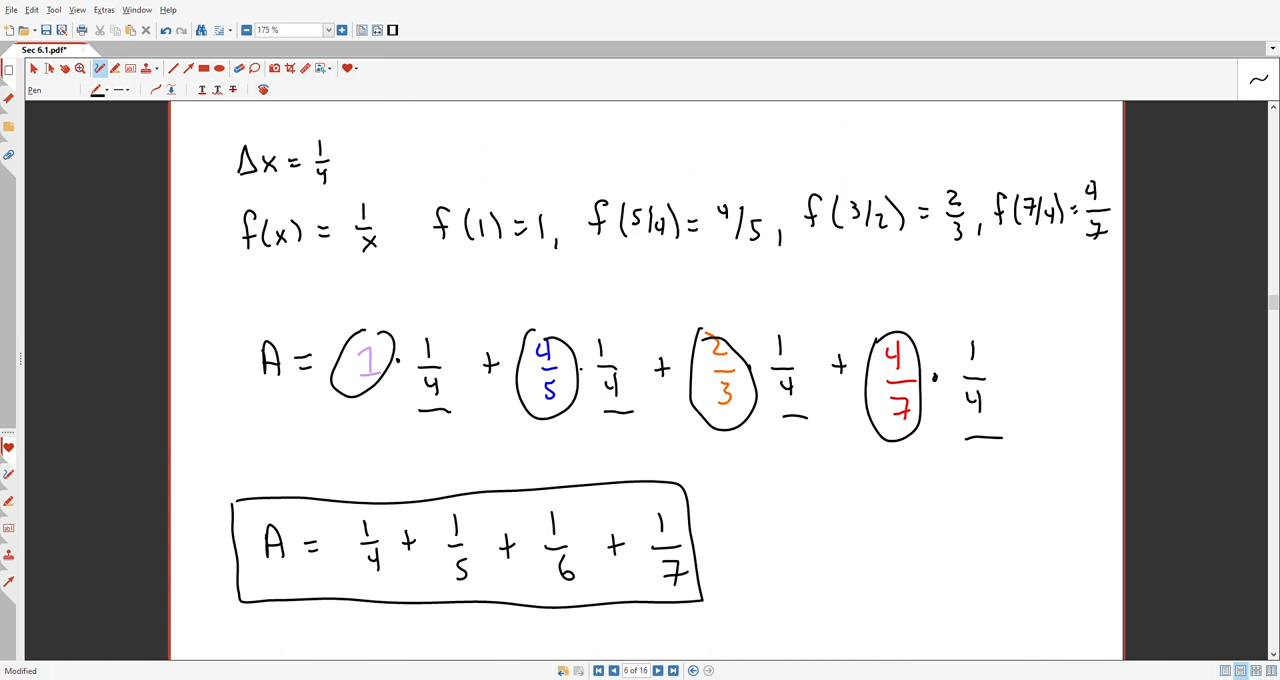 File Edit Tool View Extras Window Help
175 %
Sec 6.1.pdf*
Pen
Δx = 1/4
f(x) = 1/x f(1) = 1, f(5/4) = 4/5, f(3/2) = 2/3, f(7/4) = 4/7
A = 1 · 1/4 + 4/5 · 1/4 + 2/3 1/4 + 4/7 · 1/4
A = 1/4 + 1/5 + 1/6 + 1/7
Modified
6 of 16